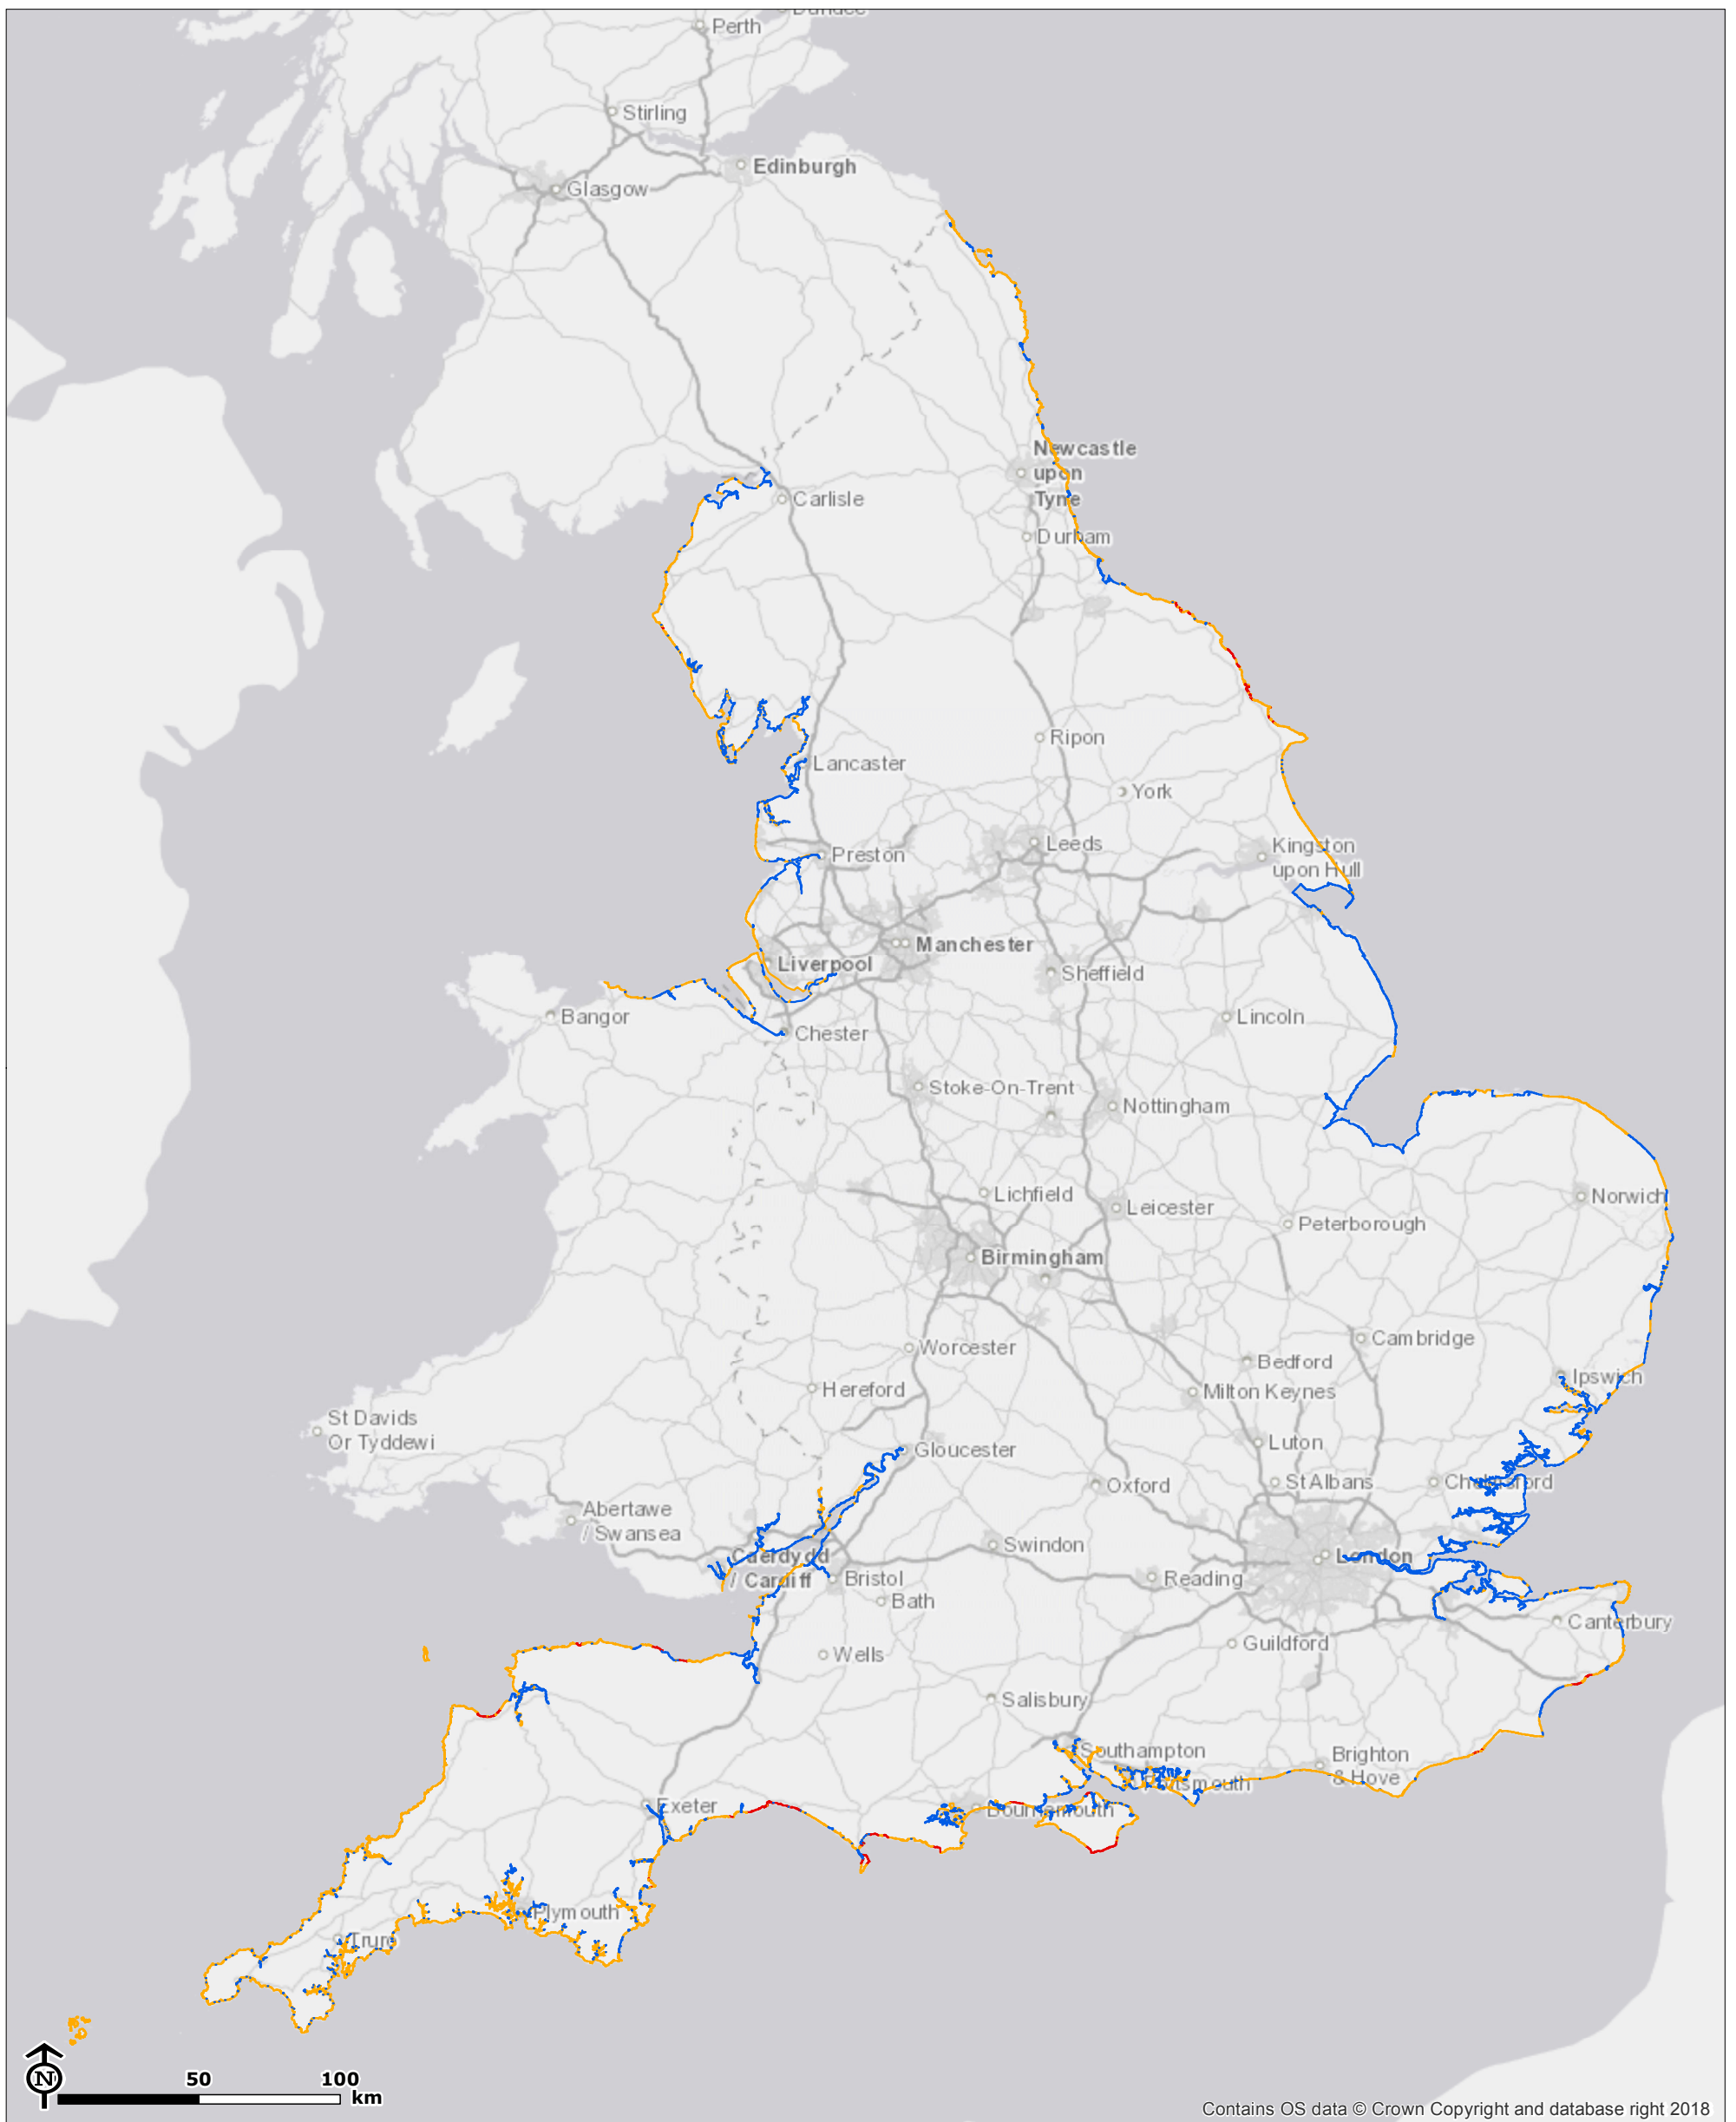 Dundee
Perth
Stirling
Edinburgh
Glasgow
Newcastle
upon
Tyne
Carlisle
Durham
Ripon
Lancaster
York
Leeds
Kingston
upon Hull
Preston
Manchester
Liverpool
Sheffield
Bangor
Lincoln
Chester
Stoke-On-Trent
Nottingham
Lichfield
Norwich
Leicester
Peterborough
Birmingham
Cambridge
Worcester
Bedford
Ipswich
Hereford
Milton Keynes
St Davids
Or Tyddewi
Gloucester
Luton
Oxford
St Albans
Chelmsford
Abertawe
/ Swansea
Swindon
Caerdydd
/ Cardiff
London
Bristol
Reading
Bath
Canterbury
Guildford
Wells
Salisbury
Southampton
Brighton
& Hove
Portsmouth
Exeter
Bournemouth
Plymouth
Truro
N
50
100
km
Contains OS data © Crown Copyright and database right 2018